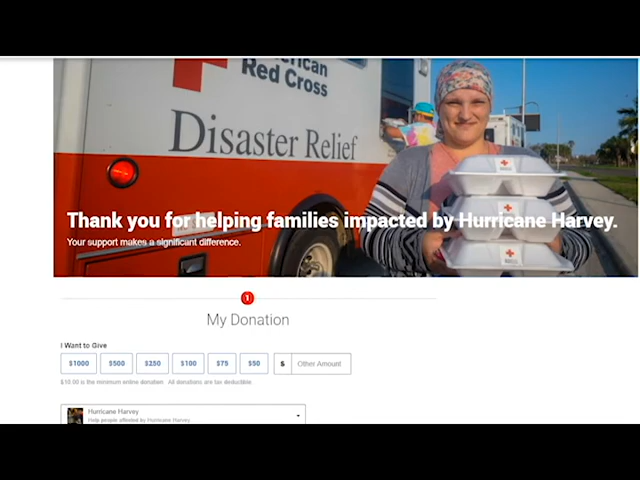 American
Red Cross
Disaster Relief
Thank you for helping families impacted by Hurricane Harvey.
Your support makes a significant difference.
1
My Donation
I Want to Give
$1000 $500 $250 $100 $75 $50 $ Other Amount
$10.00 is the minimum online donation. All donations are tax deductible.
Hurricane Harvey
Help people affected by Hurricane Harvey